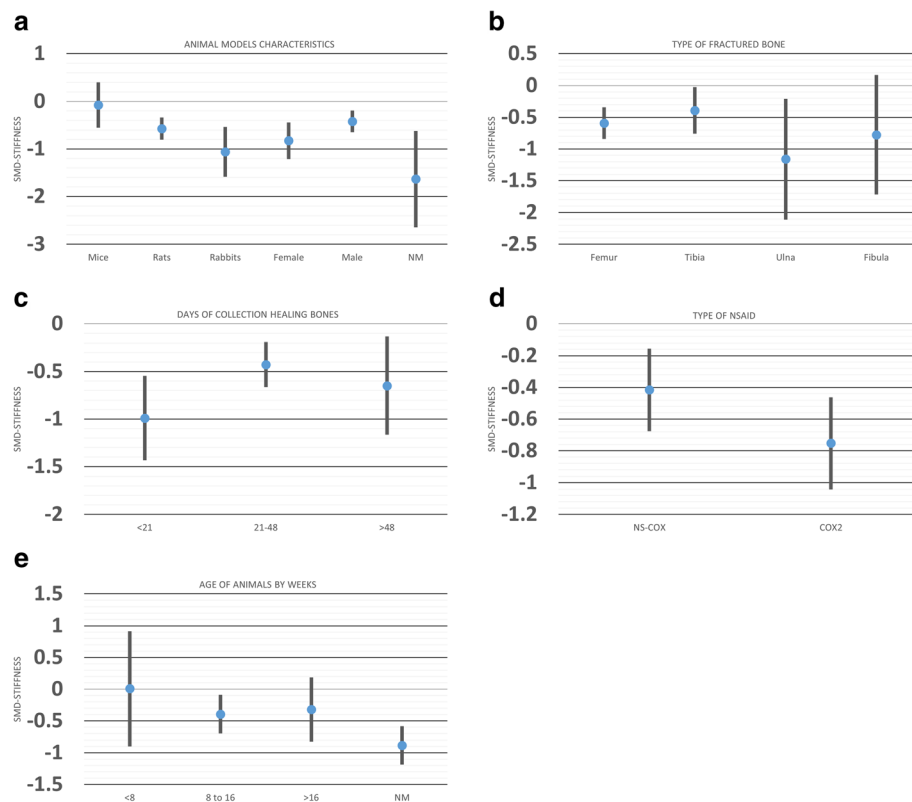 a
ANIMAL MODELS CHARACTERISTICS
1
0
-1
-2
-3
SMD-STIFFNESS
Mice Rats Rabbits Female Male NM
b
TYPE OF FRACTURED BONE
0.5
0
-0.5
-1
-1.5
-2
-2.5
SMD-STIFFNESS
Femur Tibia Ulna Fibula
c
DAYS OF COLLECTION HEALING BONES
0
-0.5
-1
-1.5
-2
SMD-STIFFNESS
<21 21-48 >48
d
TYPE OF NSAID
0
-0.2
-0.4
-0.6
-0.8
-1
-1.2
SMD-STIFFNESS
NS-COX COX2
e
AGE OF ANIMALS BY WEEKS
1.5
1
0.5
0
-0.5
-1
-1.5
SMD-STIFFNESS
<8 8 to 16 >16 NM